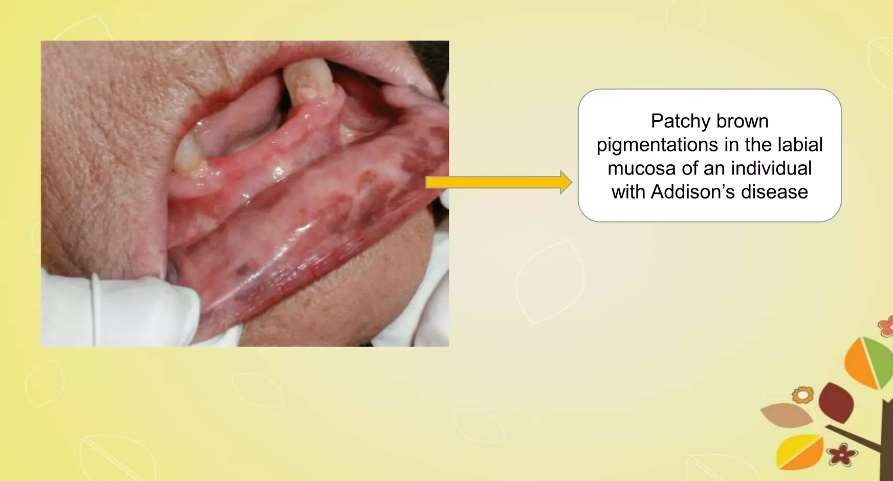 Patchy brown
pigmentations in the labial
mucosa of an individual
with Addison's disease